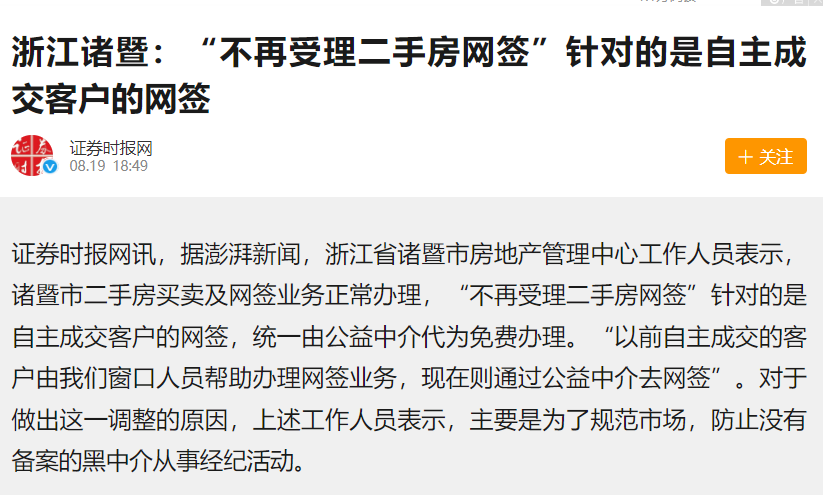 浙江诸暨：“不再受理二手房网签”针对的是自主成
交客户的网签
证券时报网
08.19 18:49
+ 关注
证券时报网讯，据澎湃新闻，浙江省诸暨市房地产管理中心工作人员表示，
诸暨市二手房买卖及网签业务正常办理，“不再受理二手房网签”针对的是
自主成交客户的网签，统一由公益中介代为免费办理。“以前自主成交的客
户由我们窗口人员帮助办理网签业务，现在则通过公益中介去网签”。对于
做出这一调整的原因，上述工作人员表示，主要是为了规范市场，防止没有
备案的黑中介从事经纪活动。